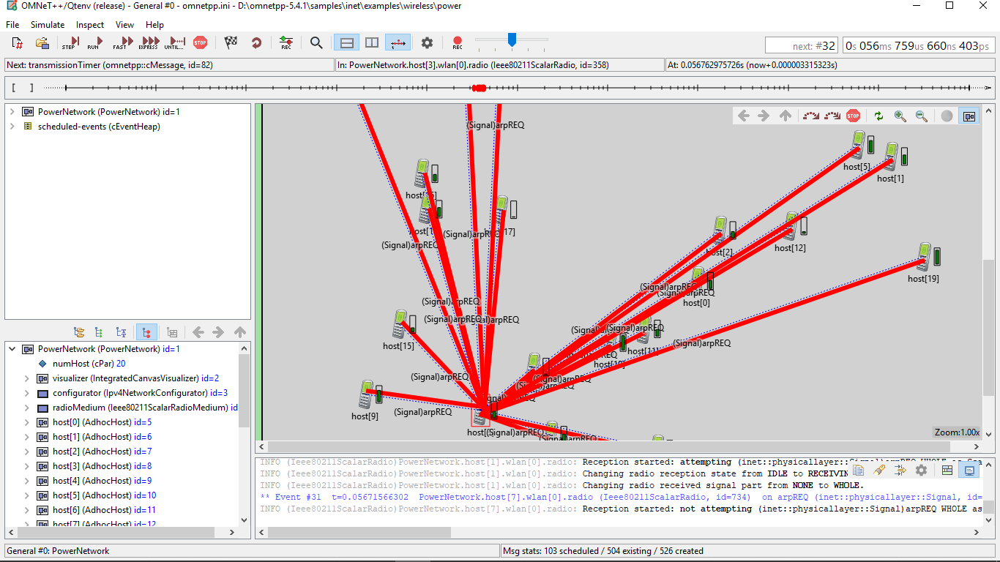 OMNeT++/Qtenv (release) - General #0 - omnetpp.ini - D:\omnetpp-5.4.1\samples\inet\examples\wireless\power
File Simulate Inspect View Help
STEP RUN FAST EXPRESS UNTIL... STOP REC REC next: #32 0s 056ms 759us 660ns 403ps
Next: transmissionTimer (omnetpp::cMessage, id=82) In: PowerNetwork.host[3].wlan[0].radio (Ieee80211ScalarRadio, id=358) At: 0.056762975726s (now+0.000003315323s)
[ ]
PowerNetwork (PowerNetwork) id=1
scheduled-events (cEventHeap)
PowerNetwork (PowerNetwork) id=1
numHost (cPar) 20
visualizer (IntegratedCanvasVisualizer) id=2
configurator (Ipv4NetworkConfigurator) id=3
radioMedium (Ieee80211ScalarRadioMedium) id
host[0] (AdhocHost) id=5
host[1] (AdhocHost) id=6
host[2] (AdhocHost) id=7
host[3] (AdhocHost) id=8
host[4] (AdhocHost) id=9
host[5] (AdhocHost) id=10
host[6] (AdhocHost) id=11
host[7] (AdhocHost) id=12
STOP
(Signal)arpREQ
host[5]
host[1]
(Signal)arpREQ
17]
(Signal)arpREQ
host[2]
host[12]
host[19]
(Signal)arpREQ
(Signal)arpREQ
host[0]
(Signal)arpREQ
(Signal)arpREQ
(Signal)arpREQ
host[15]
(Signal)arpREQ
(Signal)arpREQ
host[10]
(Signal)arpREQ
(Signal)arpREQ
host[9]
(Signal)arpREQ
(Signal)arpREQ
Zoom:1.00x
INFO (Ieee80211ScalarRadio)PowerNetwork.host[1].wlan[0].radio: Reception started: attempting (inet::physicallayer::Signal)arpREQ WHOLE as Sca
INFO (Ieee80211ScalarRadio)PowerNetwork.host[1].wlan[0].radio: Changing radio reception state from IDLE to RECEIVIN
INFO (Ieee80211ScalarRadio)PowerNetwork.host[1].wlan[0].radio: Changing radio received signal part from NONE to WHOLE.
** Event #31 t=0.05671566302 PowerNetwork.host[7].wlan[0].radio (Ieee80211ScalarRadio, id=734) on arpREQ (inet::physicallayer::Signal, id=
INFO (Ieee80211ScalarRadio)PowerNetwork.host[7].wlan[0].radio: Reception started: not attempting (inet::physicallayer::Signal)arpREQ WHOLE as
General #0: PowerNetwork Msg stats: 103 scheduled / 504 existing / 526 created